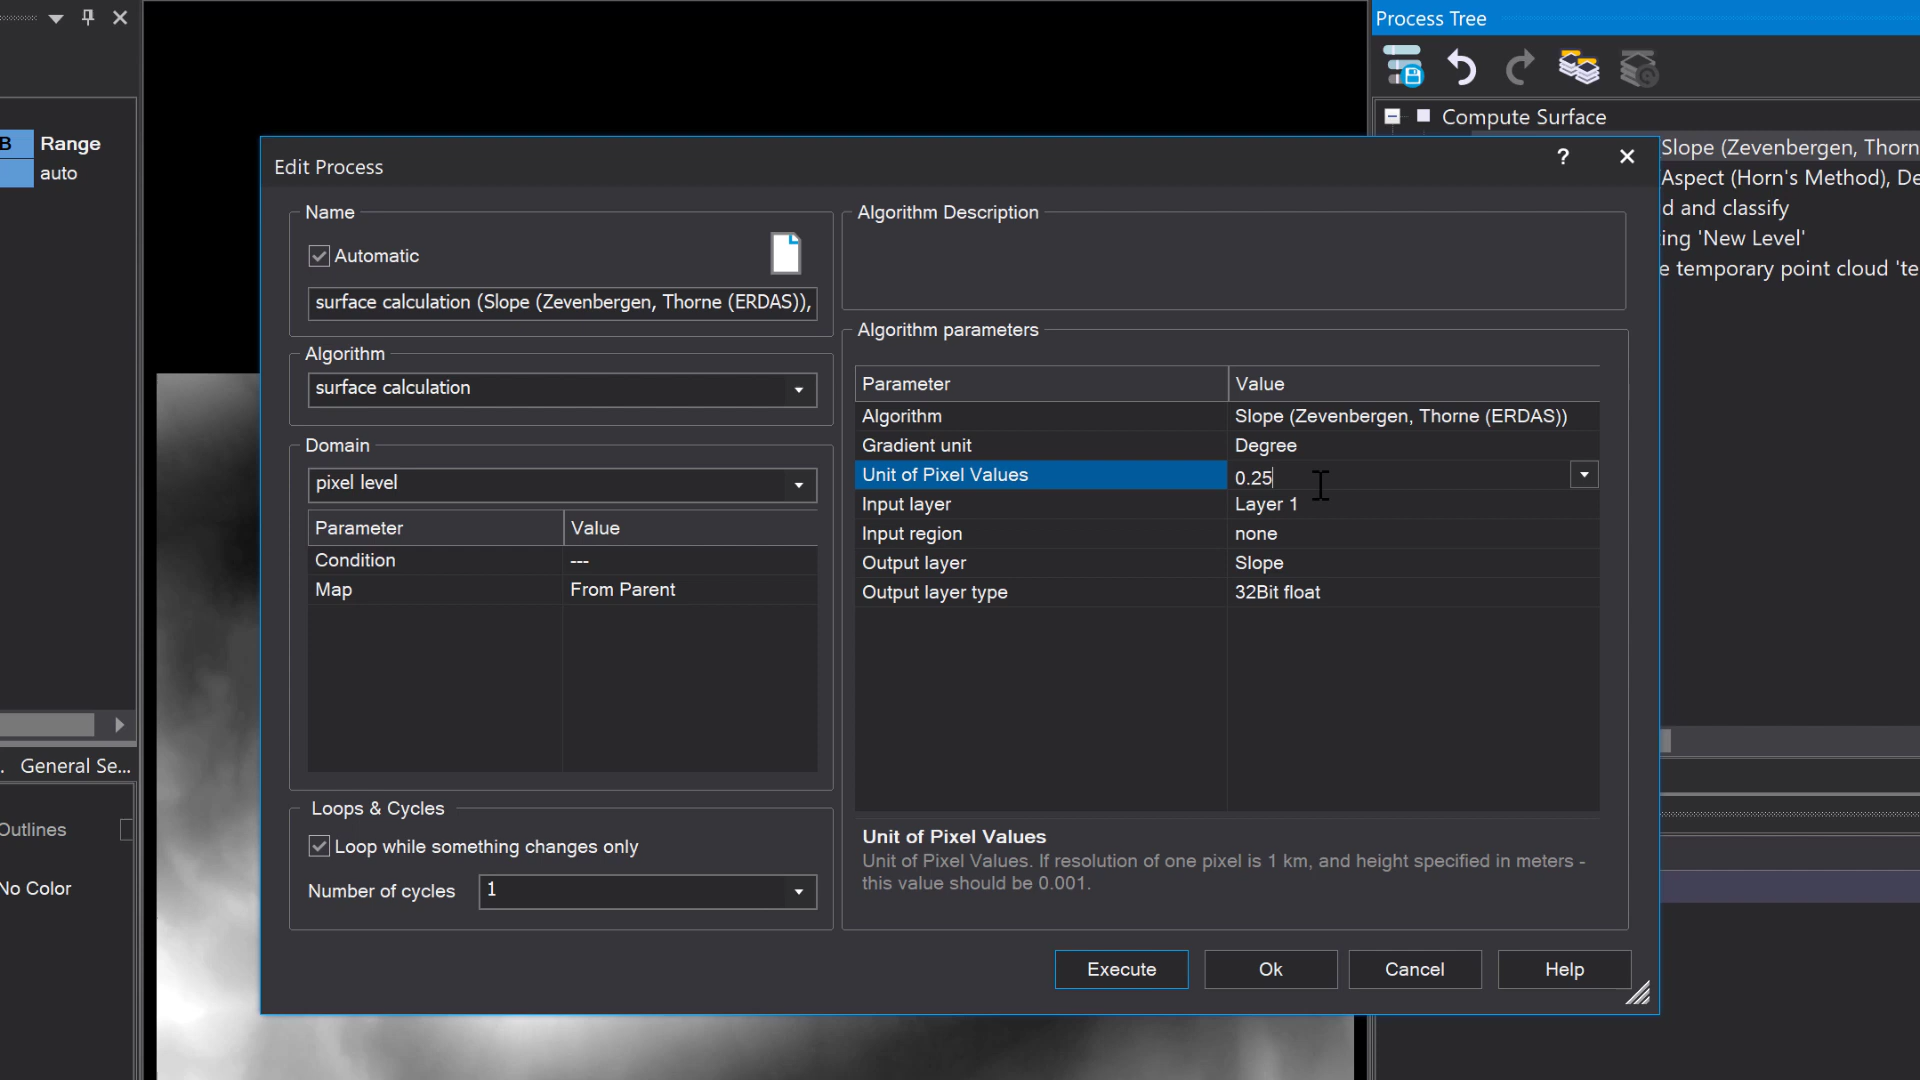 Process Tree
Compute Surface
B Range
auto
Slope (Zevenbergen, Thorn
Aspect (Horn's Method), De
d and classify
ing 'New Level'
e temporary point cloud 'te
Edit Process
?
Name
Automatic
surface calculation (Slope (Zevenbergen, Thorne (ERDAS)),
Algorithm
surface calculation
Domain
pixel level
Parameter Value
Condition ---
Map From Parent
Loops & Cycles
Loop while something changes only
Number of cycles 1
Algorithm Description
Algorithm parameters
Parameter Value
Algorithm Slope (Zevenbergen, Thorne (ERDAS))
Gradient unit Degree
Unit of Pixel Values 0.25
Input layer Layer 1
Input region none
Output layer Slope
Output layer type 32Bit float
Unit of Pixel Values
Unit of Pixel Values. If resolution of one pixel is 1 km, and height specified in meters -
this value should be 0.001.
Execute Ok Cancel Help
. General Se...
Outlines
No Color